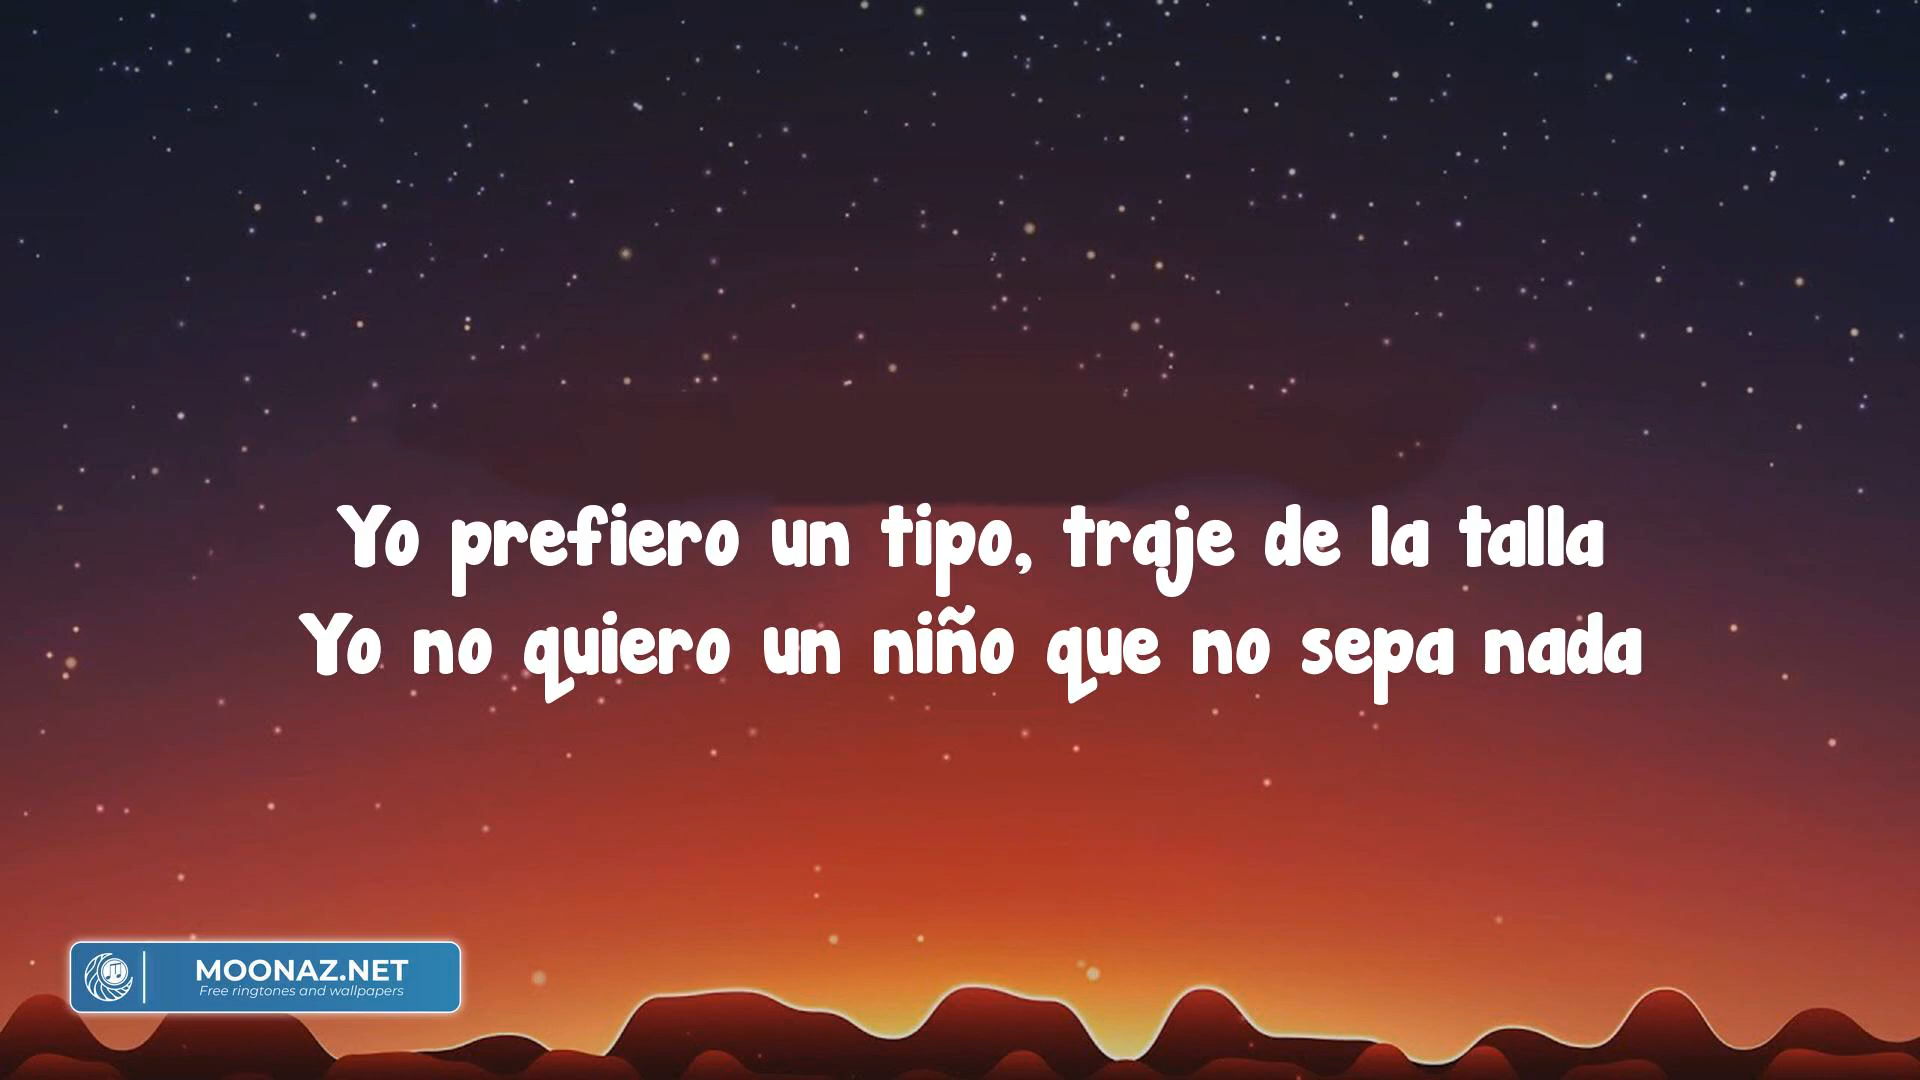 Yo prefiero un tipo, traje de la talla
Yo no quiero un niño que no sepa nada
MOONAZ.NET
Free ringtones and wallpapers